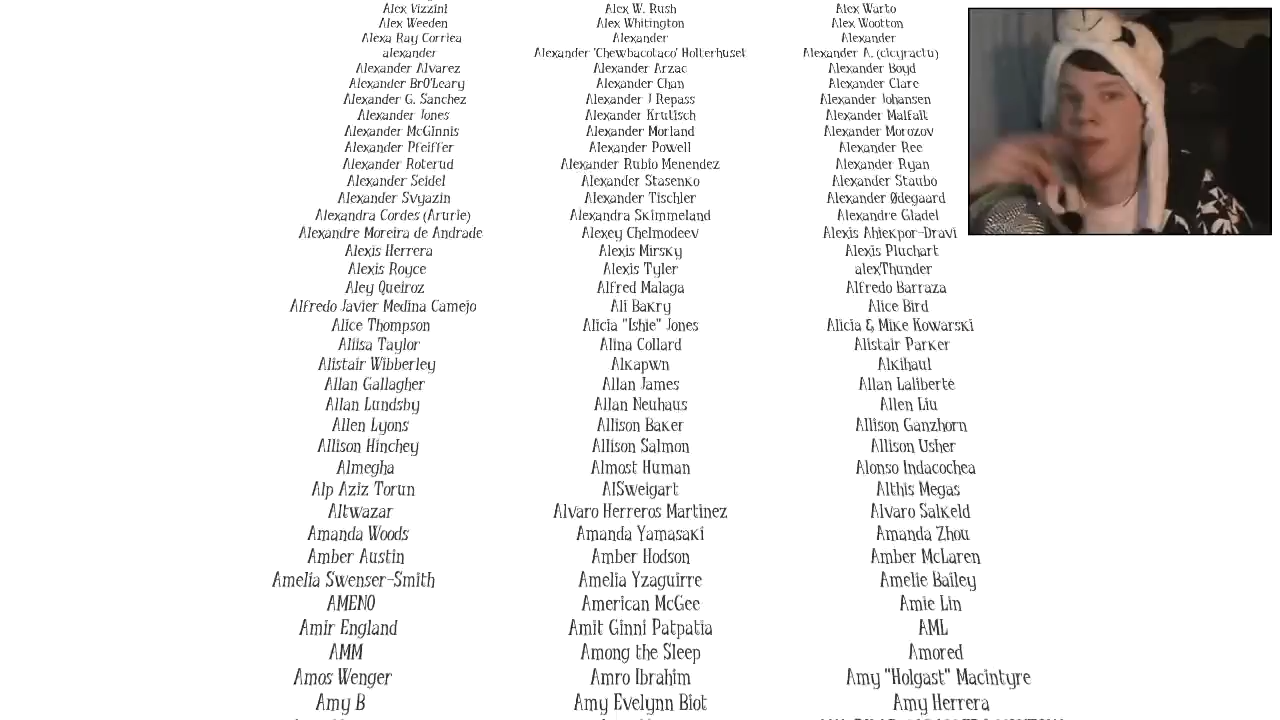 Alex Vizzini Alex W. Rush Alex Warto
Alex Weeden Alex Whitington Alex Wootton
Alexa Ray Corriea Alexander Alexander
alexander Alexander 'Chewbacotaco' Holterhuset Alexander A. (clcyractu)
Alexander Alvarez Alexander Arzac Alexander Boyd
Alexander BrO'Leary Alexander Chan Alexander Clare
Alexander G. Sanchez Alexander J Repass Alexander Johansen
Alexander Jones Alexander Krutisch Alexander Malfait
Alexander McGinnis Alexander Morland Alexander Morozov
Alexander Pfeiffer Alexander Powell Alexander Ree
Alexander Roterud Alexander Rubio Menendez Alexander Ryan
Alexander Seidel Alexander Stasenko Alexander Staubo
Alexander Svyazin Alexander Tischler Alexander Ødegaard
Alexandra Cordes (Arurie) Alexandra Skimmeland Alexandre Gladel
Alexandre Moreira de Andrade Alexey Chelmodeev Alexis Ahiekpor-Dravi
Alexis Herrera Alexis Mirsky Alexis Pluchart
Alexis Royce Alexis Tyler alexThunder
Aley Queiroz Alfred Malaga Alfredo Barraza
Alfredo Javier Medina Camejo Ali Bakry Alice Bird
Alice Thompson Alicia "Ishie" Jones Alicia & Mike Kowarski
Aliisa Taylor Alina Collard Alistair Parker
Alistair Wibberley Alkapwn Alkihaul
Allan Gallagher Allan James Allan Laliberté
Allan Lundsby Allan Neuhaus Allen Liu
Allen Lyons Allison Baker Allison Ganzhorn
Allison Hinchey Allison Salmon Allison Usher
Almegha Almost Human Alonso Indacochea
Alp Aziz Torun AlSweigart Althis Megas
Altwazar Alvaro Herreros Martinez Alvaro Salkeld
Amanda Woods Amanda Yamasaki Amanda Zhou
Amber Austin Amber Hodson Amber McLaren
Amelia Swenser-Smith Amelia Yzaguirre Amelie Bailey
AMENO American McGee Amie Lin
Amir England Amit Ginni Patpatia AML
AMM Among the Sleep Amored
Amos Wenger Amro Ibrahim Amy "Holgast" Macintyre
Amy B Amy Evelynn Biot Amy Herrera